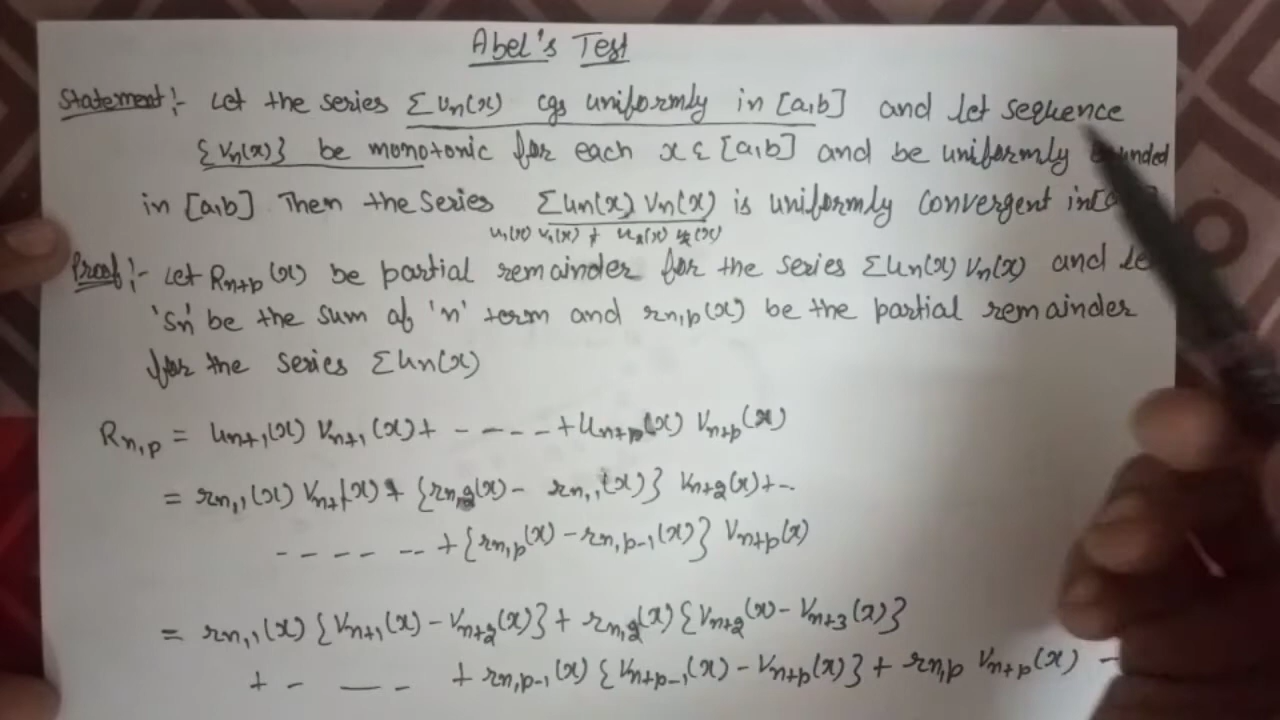 Abel's Test
Statement:- Let the series Σun(x) cgs uniformly in [a,b] and let sequence
{Vn(x)} be monotonic for each x ε [a,b] and be uniformly
in [a,b] Then the series Σun(x) Vn(x) is uniformly convergent in
u₁(x) v₁(x) + u₂(x) v₂(x)
Proof:- Let Rn+p(x) be partial remainder for the series Σun(x) Vn(x) and
'Sn' be the sum of 'n' term and rn,p(x) be the partial remainder
for the series Σun(x)
Rn,p = un+1(x) Vn+1(x) + - - - - + un+p(x) Vn+p(x)
= rn,1(x) Vn+1(x) + {rn,2(x) - rn,1(x)} Vn+2(x) + --
- - - - -- + {rn,p(x) - rn,p-1(x)} Vn+p(x)
= rn,1(x) {Vn+1(x) - Vn+2(x)} + rn,2(x) {Vn+2(x) - Vn+3(x)}
+ - — - - + rn,p-1(x) {Vn+p-1(x) - Vn+p(x)} + rn,p Vn+p(x) -